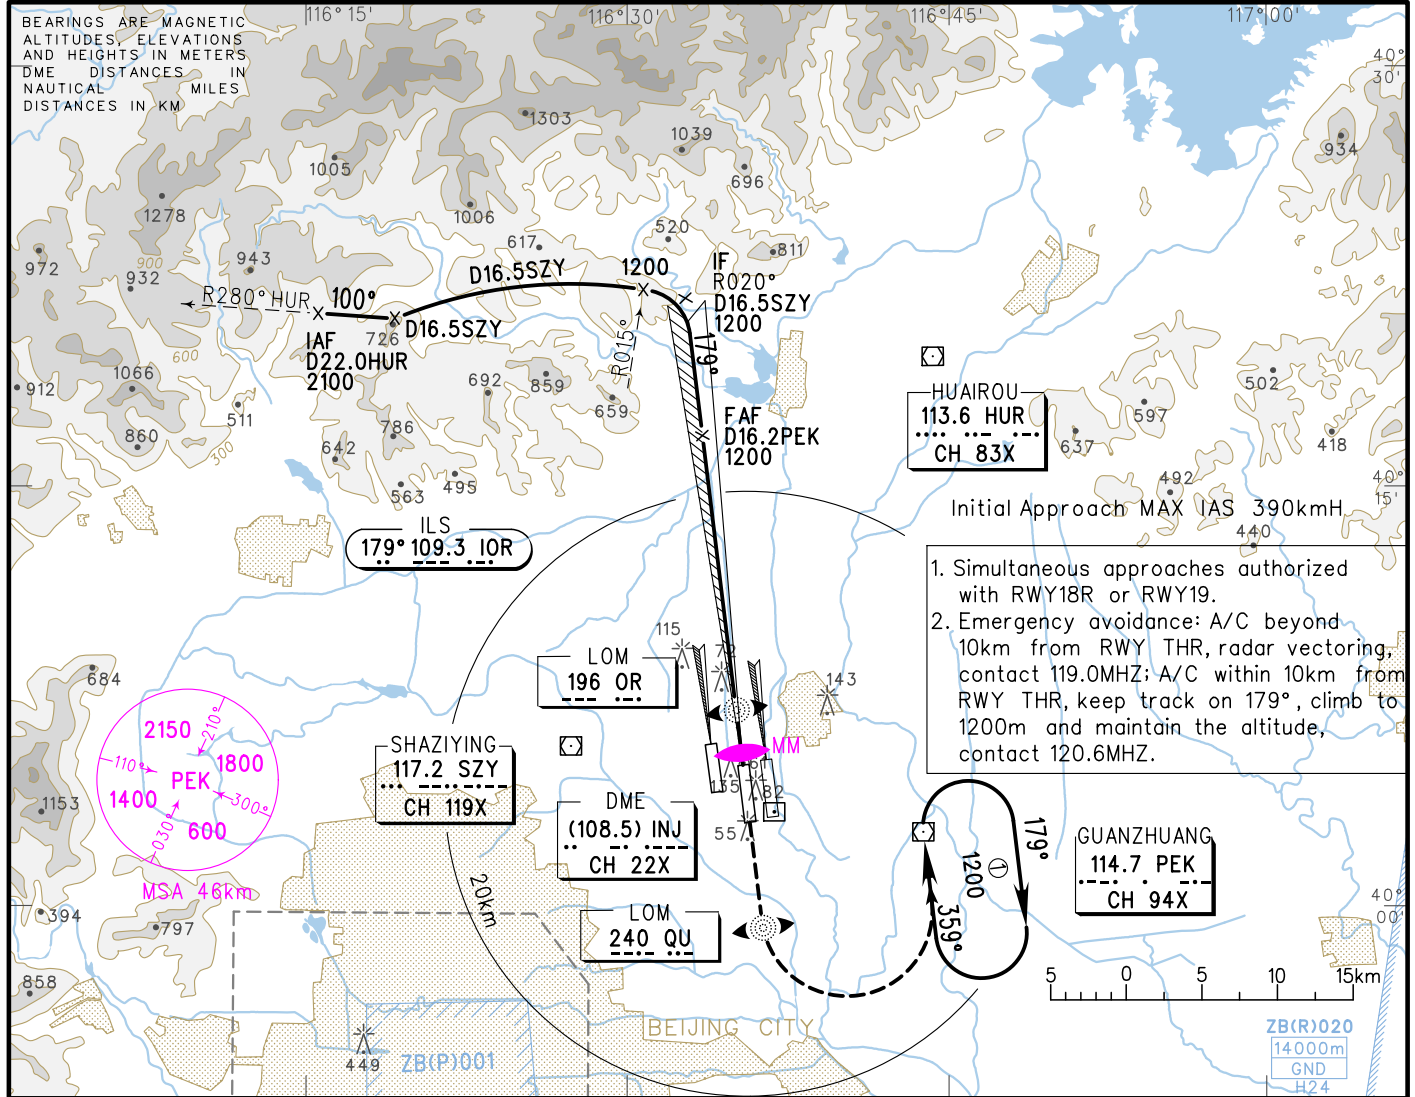 BEARINGS ARE MAGNETIC
ALTITUDES, ELEVATIONS
AND HEIGHTS IN METERS
DME DISTANCES IN
NAUTICAL MILES
DISTANCES IN KM
116°15'
116°30'
116°45'
117°00'
40°
30'
1303
1039
1005
696
934
1278
1006
520
617
811
972
943
900
932
D16.5SZY
1200
IF
R020°
D16.5SZY
1200
R280°HUR
100°
D16.5SZY
726
IAF
D22.0HUR
2100
R015°
179°
600
1066
912
511
692
859
659
502
597
418
637
860
300
786
642
563
495
492
440
FAF
D16.2PEK
1200
HUAIROU
113.6 HUR
CH 83X
40°
15'
Initial Approach MAX IAS 390kmH
ILS
179° 109.3 IOR
1. Simultaneous approaches authorized
with RWY18R or RWY19.
2. Emergency avoidance: A/C beyond
10km from RWY THR, radar vectoring,
contact 119.0MHZ; A/C within 10km from
RWY THR, keep track on 179°, climb to
1200m and maintain the altitude,
contact 120.6MHZ.
115
72
143
LOM
196 OR
684
2150
210°
110°
PEK
1800
1400
300°
030°
600
MSA 46km
1153
SHAZIYING
117.2 SZY
CH 119X
MM
61
135
82
55
DME
(108.5) INJ
CH 22X
179°
1200
①
359°
GUANZHUANG
114.7 PEK
CH 94X
20km
LOM
240 QU
394
797
858
40°
00'
5 0 5 10 15km
BEIJING CITY
449
ZB(P)001
ZB(R)020
14000m
GND
H24